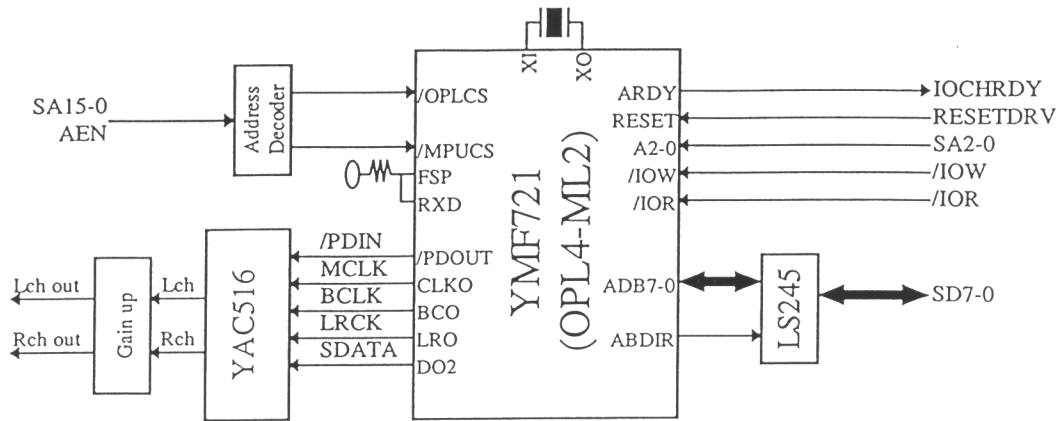 XI
XO
SA15-0
AEN
Address
Decoder
/OPLCS
/MPUCS
FSP
RXD
YMF721
(OPL4-ML2)
ARDY
RESET
A2-0
/IOW
/IOR
IOCHRDY
RESETDRV
SA2-0
/IOW
/IOR
Lch out
Rch out
Gain up
Lch
Rch
YAC516
/PDIN
MCLK
BCLK
LRCK
SDATA
/PDOUT
CLKO
BCO
LRO
DO2
ADB7-0
ABDIR
LS245
SD7-0